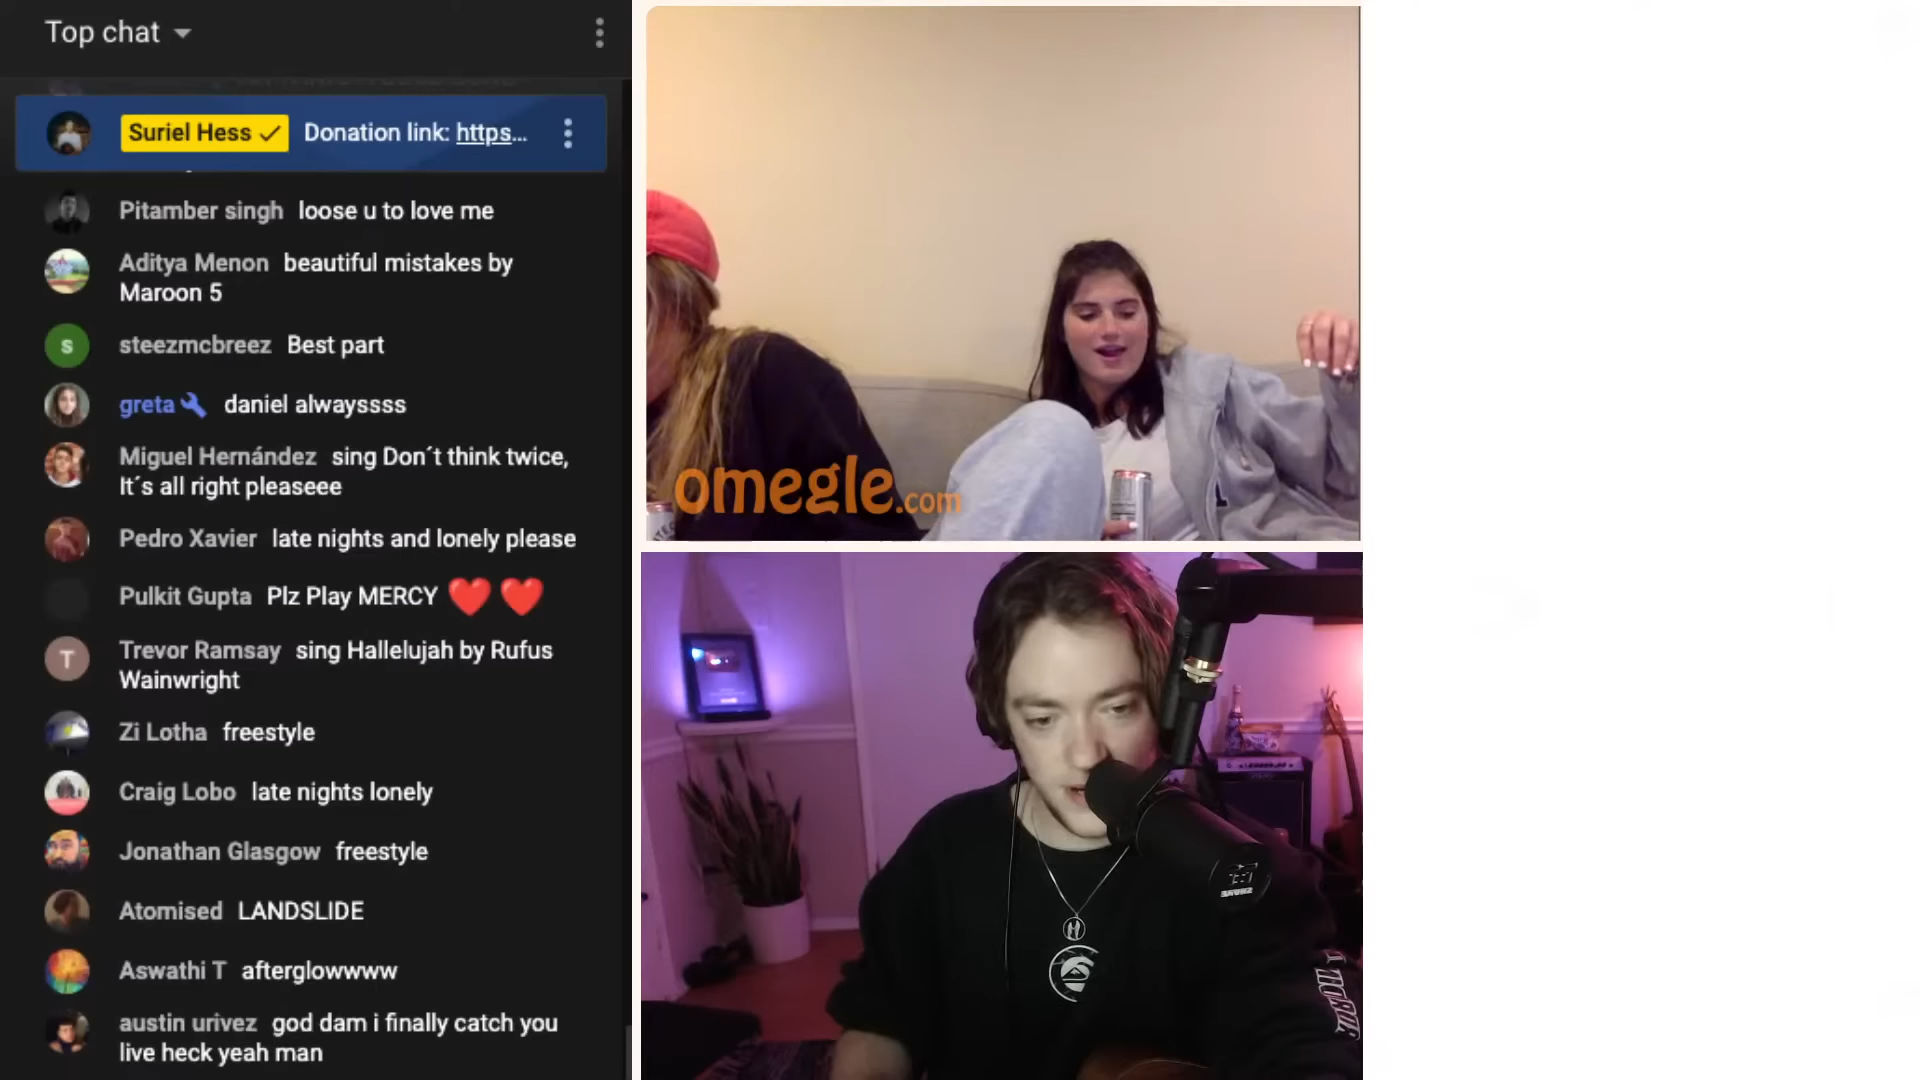 Top chat
Suriel Hess Donation link: https...
Pitamber singh loose u to love me
Aditya Menon beautiful mistakes by
Maroon 5
s
steezmcbreez Best part
greta daniel alwayssss
Miguel Hernández sing Don´t think twice,
It´s all right pleaseee
Pedro Xavier late nights and lonely please
Pulkit Gupta Plz Play MERCY ❤️ ❤️
T
Trevor Ramsay sing Hallelujah by Rufus
Wainwright
Zi Lotha freestyle
Craig Lobo late nights lonely
Jonathan Glasgow freestyle
Atomised LANDSLIDE
Aswathi T afterglowwww
austin urivez god dam i finally catch you
live heck yeah man
omegle.com